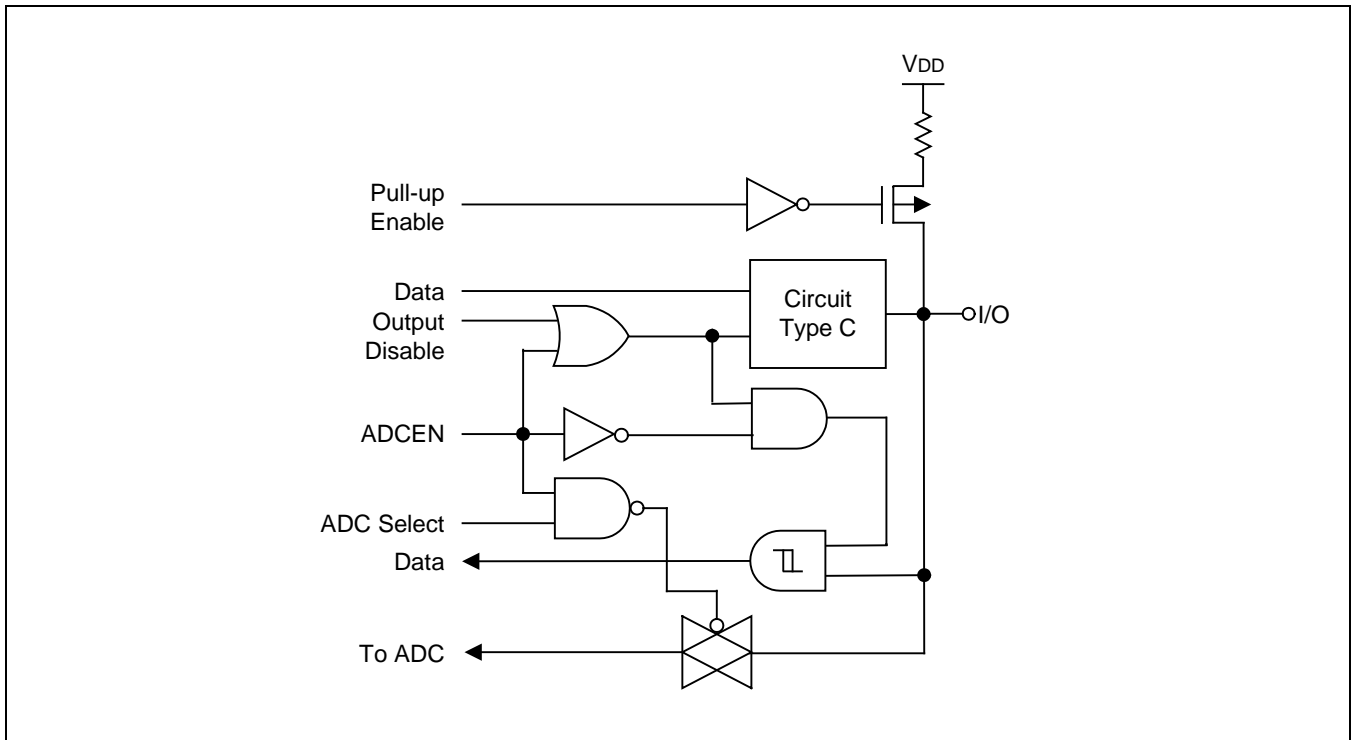 VDD
Pull-up
Enable
Data
Output
Disable
Circuit
Type C
I/O
ADCEN
ADC Select
Data
To ADC